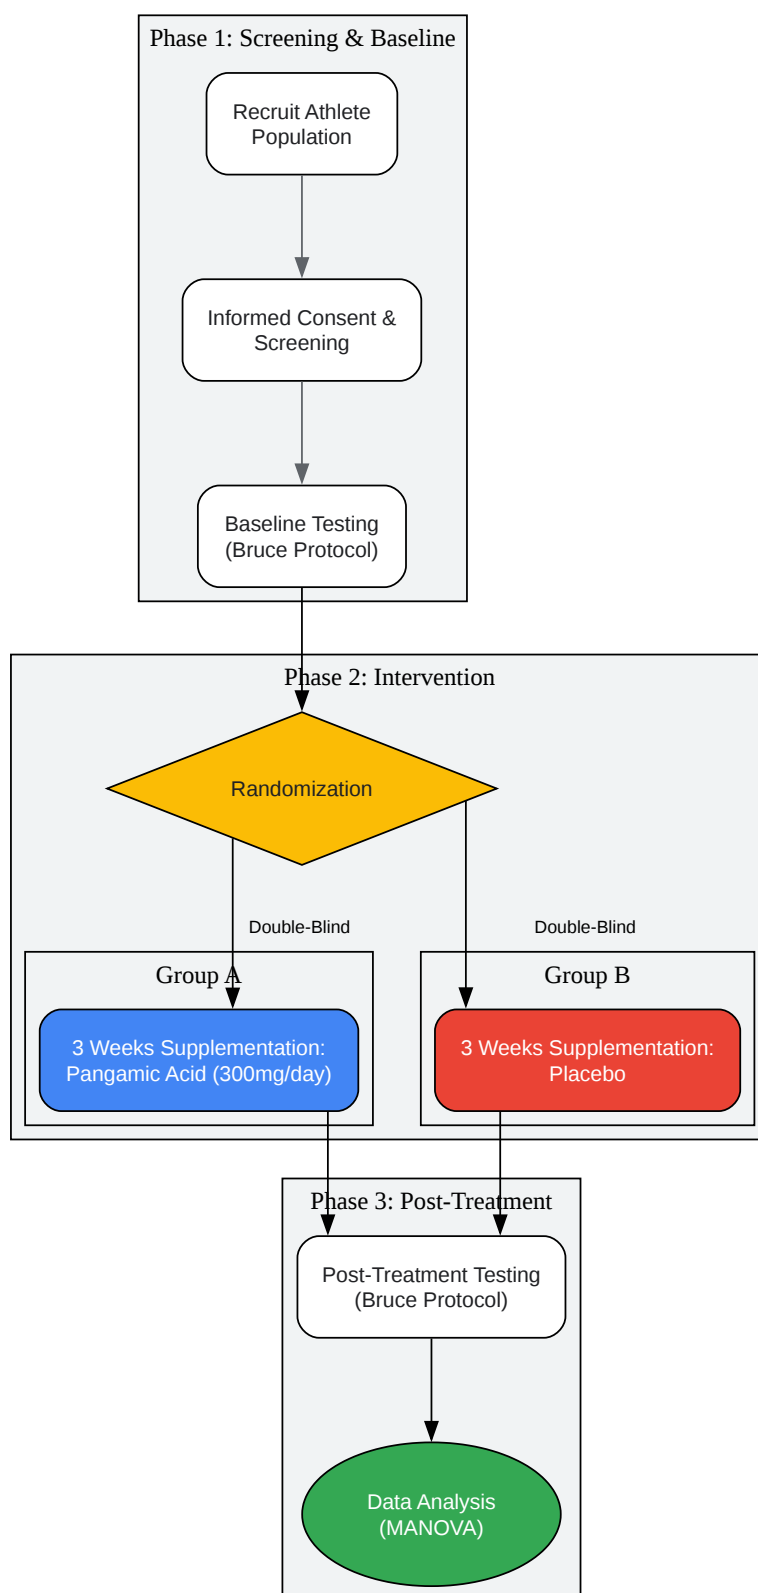 Phase 1: Screening & Baseline
Recruit Athlete
Population
Informed Consent &
Screening
Baseline Testing
(Bruce Protocol)
Phase 2: Intervention
Randomization
Double-Blind
Double-Blind
Group A
Group B
3 Weeks Supplementation:
Pangamic Acid (300mg/day)
3 Weeks Supplementation:
Placebo
Phase 3: Post-Treatment
Post-Treatment Testing
(Bruce Protocol)
Data Analysis
(MANOVA)